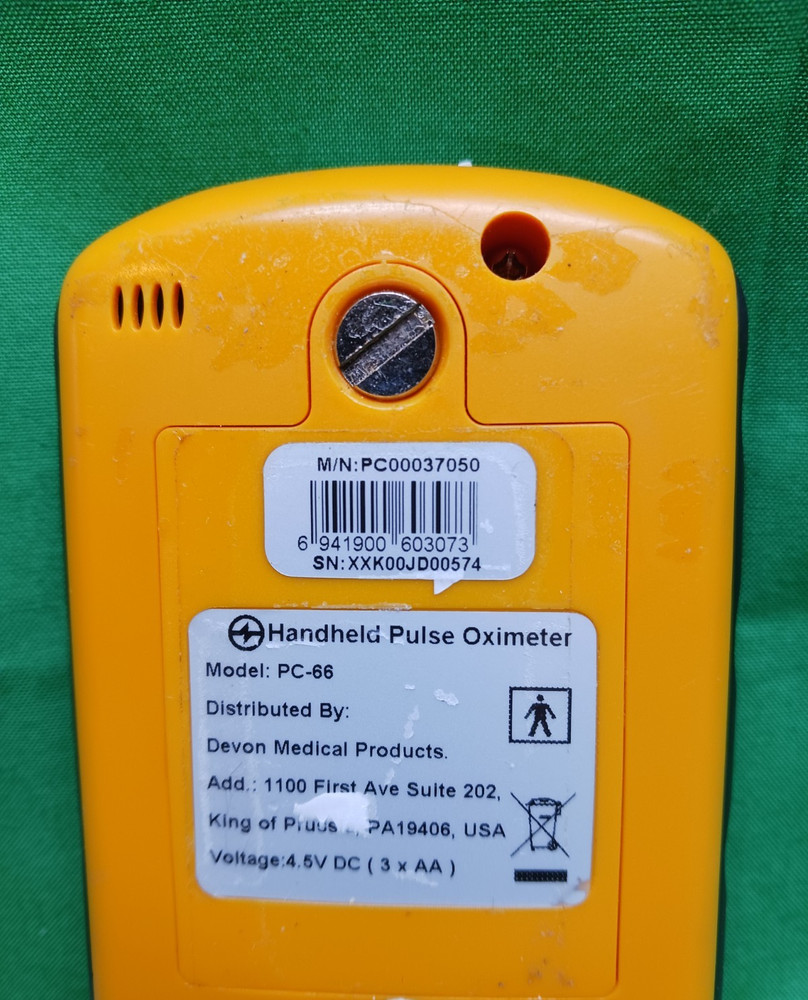 M/N:PC00037050
6 941900 603073
SN:XXK00JD00574
Handheld Pulse Oximeter
Model: PC-66
Distributed By:
Devon Medical Products.
Add.: 1100 First Ave Suite 202,
King of PA19406, USA
Voltage:4.5V DC ( 3 x AA )